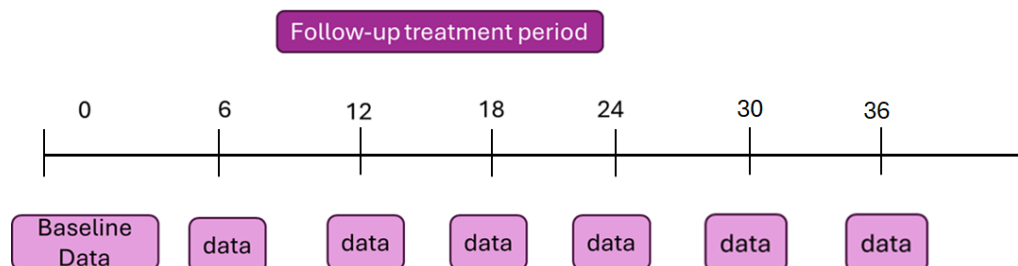 Follow-up treatment period
0 6 12 18 24 30 36
Baseline
Data
data data data data data data